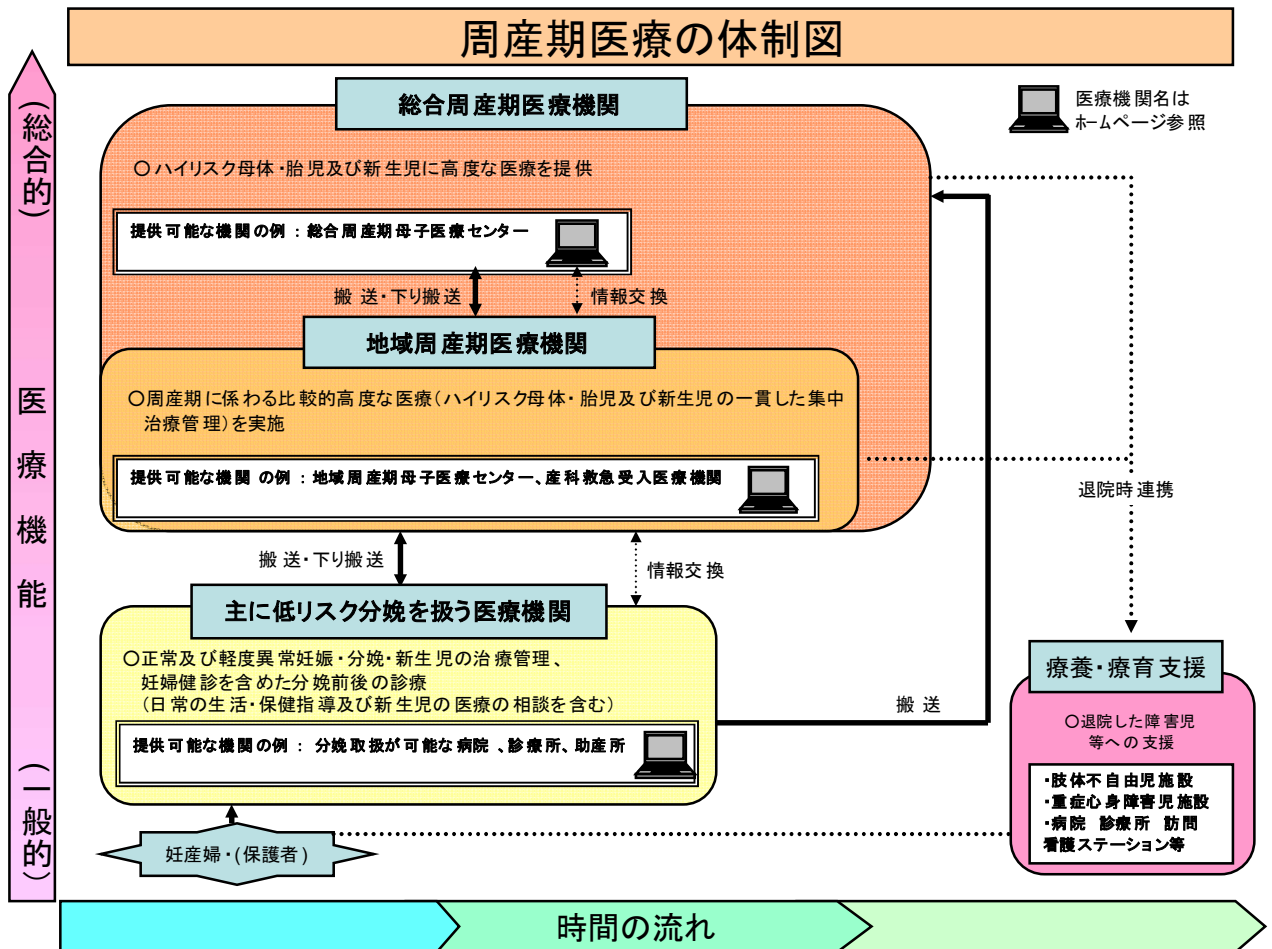 周産期医療の体制図
(総合的)
医療機能
(一般的)
医療機関名は
ホームページ参照
総合周産期医療機関
○ハイリスク母体・胎児及び新生児に高度な医療を提供
提供可能な機関の例：総合周産期母子医療センター
搬送・下り搬送
情報交換
地域周産期医療機関
○周産期に係わる比較的高度な医療（ハイリスク母体・胎児及び新生児の一貫した集中
治療管理）を実施
提供可能な機関の例：地域周産期母子医療センター、産科救急受入医療機関
退院時連携
搬送・下り搬送
情報交換
主に低リスク分娩を扱う医療機関
○正常及び軽度異常妊娠・分娩・新生児の治療管理、
妊婦健診を含めた分娩前後の診療
（日常の生活・保健指導及び新生児の医療の相談を含む）
提供可能な機関の例：分娩取扱が可能な病院、診療所、助産所
搬送
療養・療育支援
○退院した障害児
等への支援
・肢体不自由児施設
・重症心身障害児施設
・病院 診療所 訪問
看護ステーション等
妊産婦・(保護者)
時間の流れ